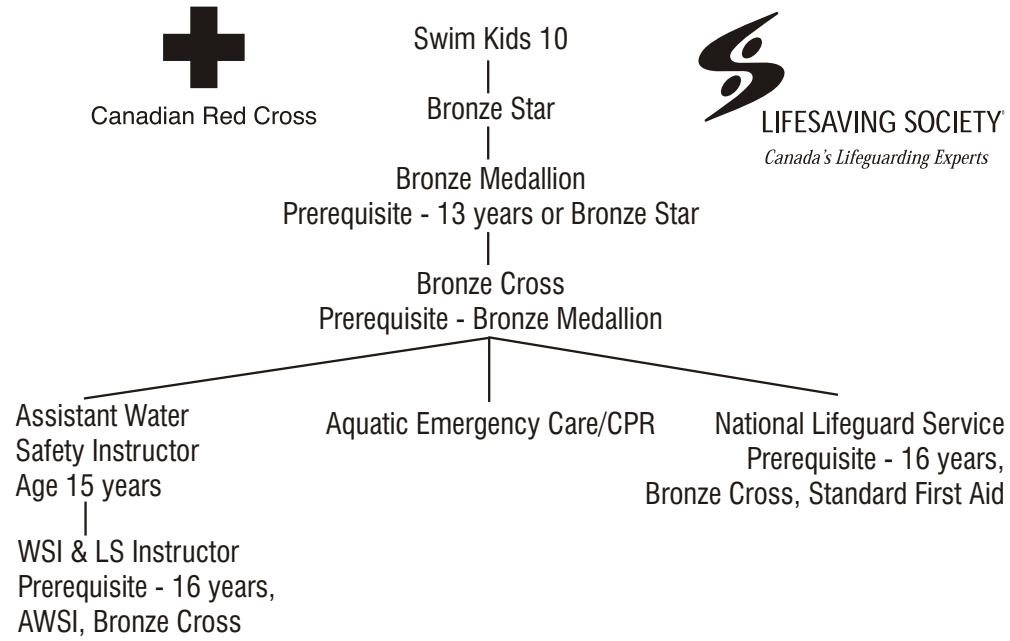 Canadian Red Cross
Swim Kids 10
LIFESAVING SOCIETY
Canada's Lifeguarding Experts
Bronze Star
Bronze Medallion
Prerequisite - 13 years or Bronze Star
Bronze Cross
Prerequisite - Bronze Medallion
Assistant Water
Safety Instructor
Age 15 years
Aquatic Emergency Care/CPR
National Lifeguard Service
Prerequisite - 16 years,
Bronze Cross, Standard First Aid
WSI & LS Instructor
Prerequisite - 16 years,
AWSI, Bronze Cross